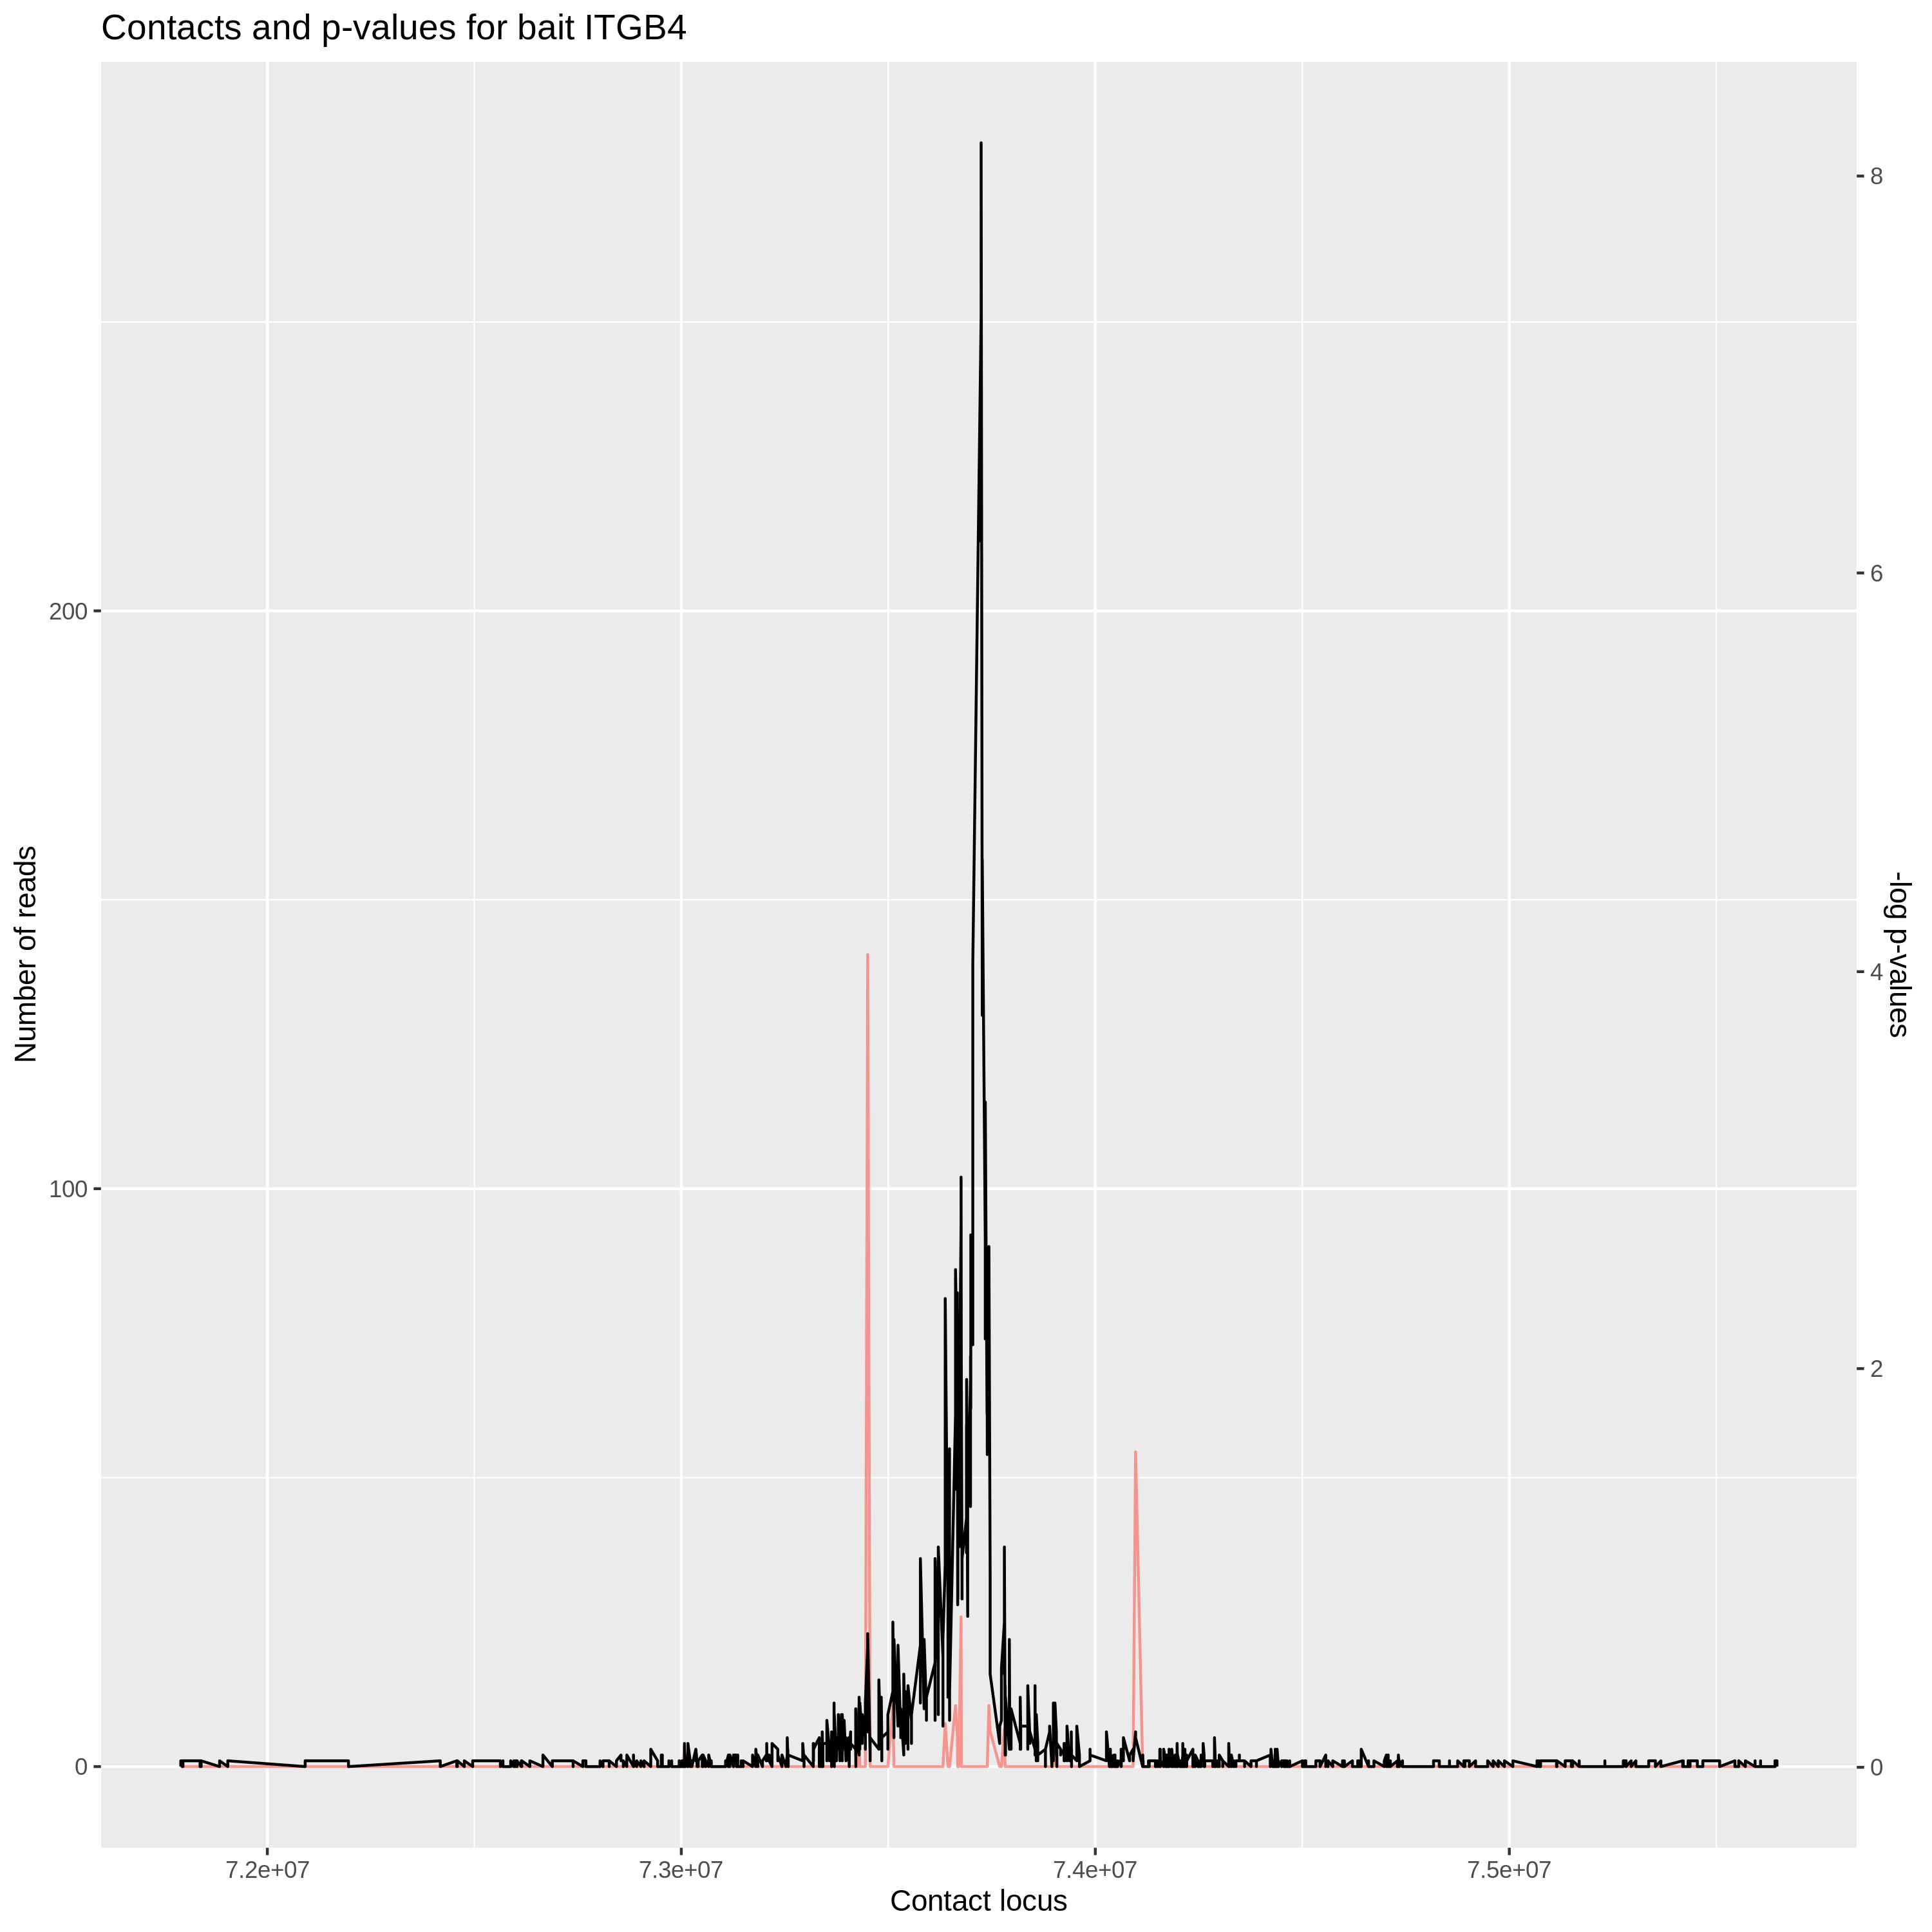 Contacts and p-values for bait ITGB4
Number of reads
200
100
0
8
6
4
2
0
-log p-values
7.2e+07 7.3e+07 7.4e+07 7.5e+07
Contact locus